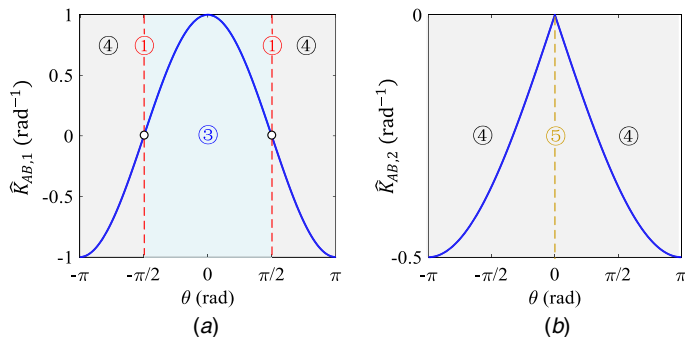 1
0.5
0
-0.5
-1
K̂_{AB,1} (rad⁻¹)
④ ① ① ④
③
-π -π/2 0 π/2 π
θ (rad)
(a)
0
-0.5
K̂_{AB,2} (rad⁻¹)
④ ⑤ ④
-π -π/2 0 π/2 π
θ (rad)
(b)